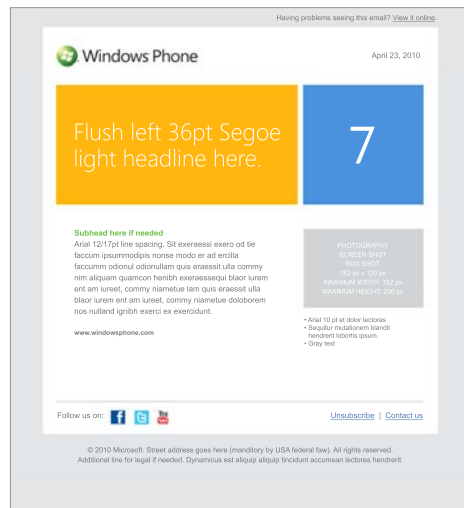 Having problems seeing this email? View it online.
Windows Phone
April 23, 2010
Flush left 36pt Segoe
light headline here.
7
Subhead here if needed
Arial 12/17pt line spacing. Sit exeraessi exero od tie
faccum ipsummodipis nonse modo er ad ercilla
faccumm odionul odionullam quis eraessit ulla commy
nim aliquam quamcon henibh exeraessequi blaor iurem
ent am iureet, commy niametue lam quis eraessit ulla
blaor iurem ent am iureet, commy niametue doloborem
nos nulland ignibh exerci ex exercidunt.
www.windowsphone.com
PHOTOGRAPHY
SCREEN SHOT
BOX SHOT
182 px x 120 px
MAXIMUM WIDTH: 182 px
MAXIMUM HEIGHT: 200 px
• Arial 10 pt et dolor lectores
• Sequitur mutationem blandit
hendrerit lobortis ipsum.
• Gray text
Follow us on:
f
t
You Tube
Unsubscribe | Contact us
© 2010 Microsoft. Street address goes here (manditory by USA federal faw). All rights reserved.
Additional line for legal if needed. Dynamicus est aliquip aliquip tincidunt accumsan lectores hendrerit.